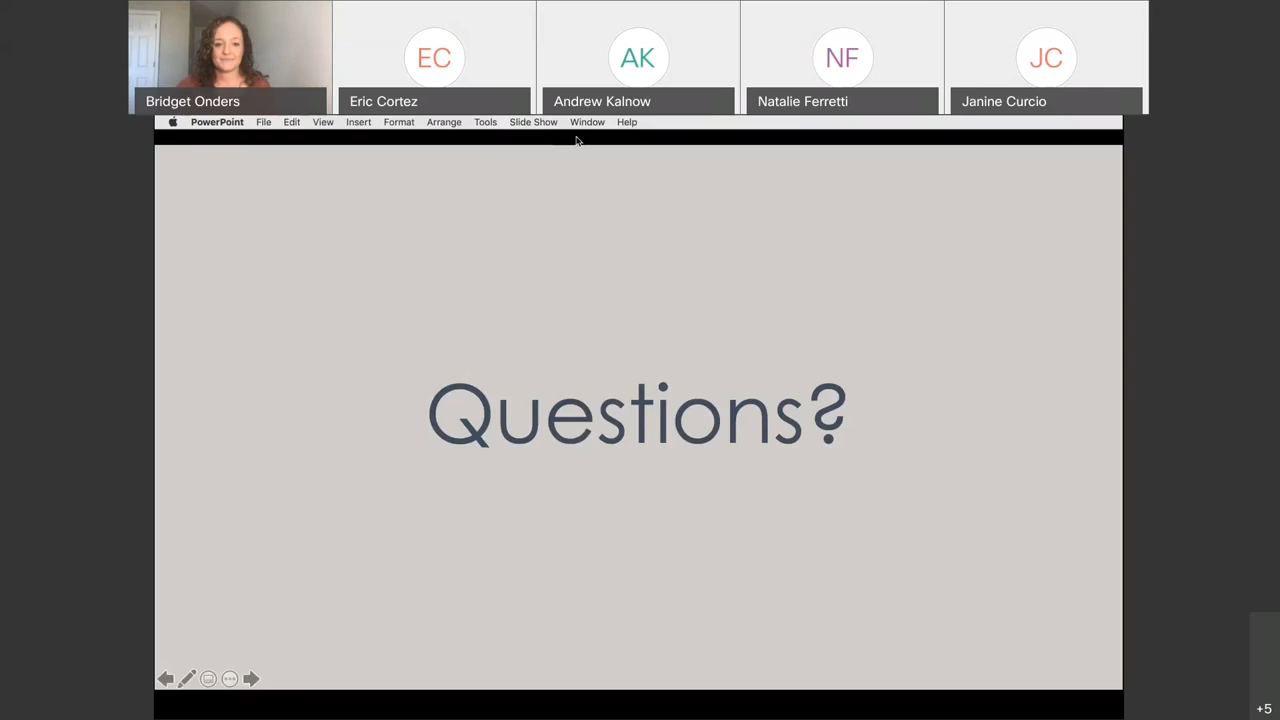 EC
AK
NF
JC
Bridget Onders
Eric Cortez
Andrew Kalnow
Natalie Ferretti
Janine Curcio
PowerPoint File Edit View Insert Format Arrange Tools Slide Show Window Help
Questions?
+5